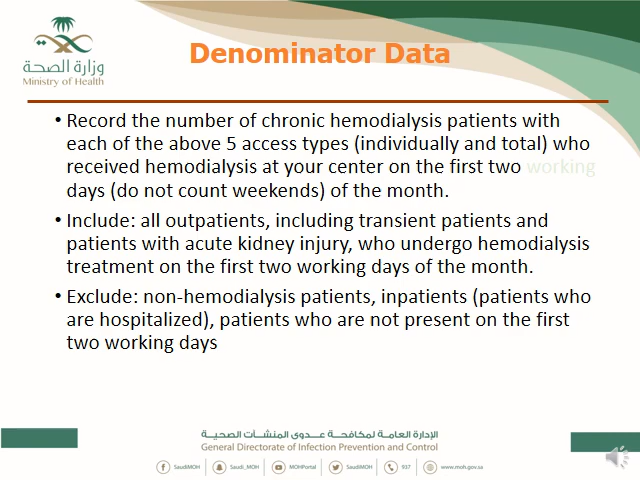 وزارة الصحة
Ministry of Health
Denominator Data
• Record the number of chronic hemodialysis patients with
each of the above 5 access types (individually and total) who
received hemodialysis at your center on the first two working
days (do not count weekends) of the month.
• Include: all outpatients, including transient patients and
patients with acute kidney injury, who undergo hemodialysis
treatment on the first two working days of the month.
• Exclude: non-hemodialysis patients, inpatients (patients who
are hospitalized), patients who are not present on the first
two working days
الإدارة العامة لمكافحة عدوى المنشآت الصحية
General Directorate of Infection Prevention and Control
SaudiMOH Saudi_MOH MOHPortal SaudiMOH 937 www.moh.gov.sa